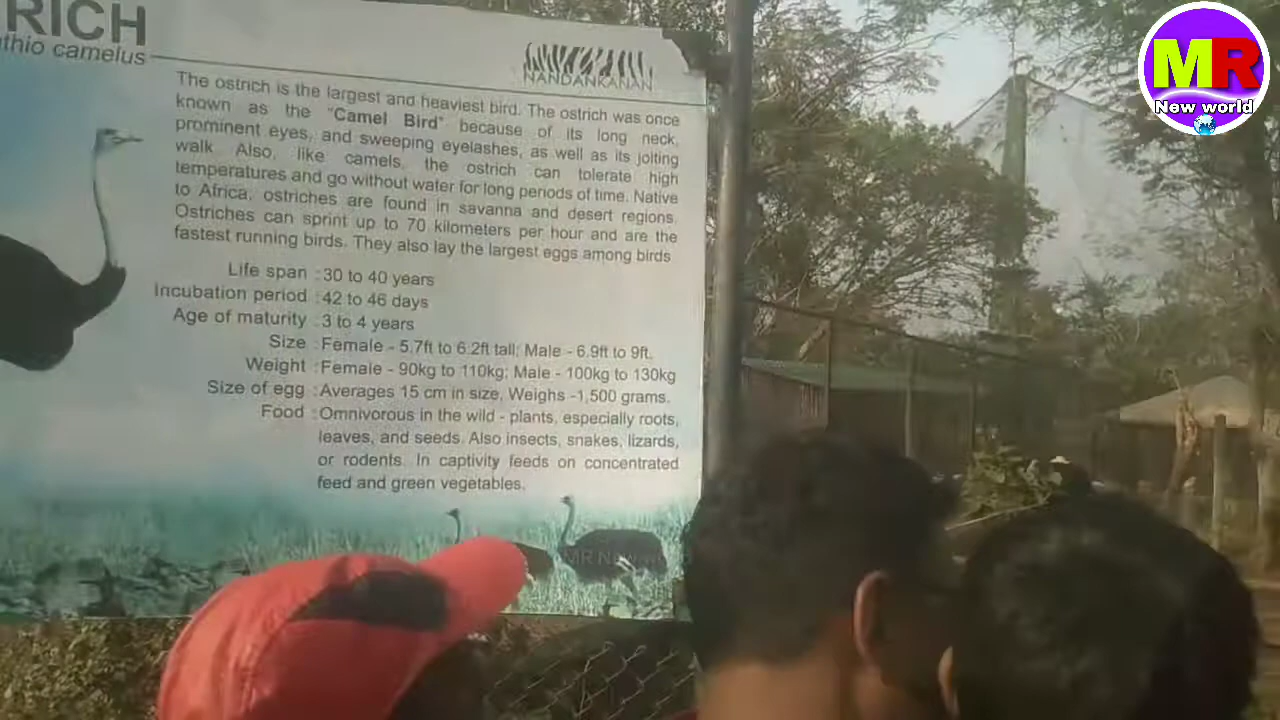 RICH
thio camelus
NANDANKANAN
The ostrich is the largest and heaviest bird. The ostrich was once
known as the "Camel Bird" because of its long neck,
prominent eyes, and sweeping eyelashes, as well as its jolting
walk. Also, like camels, the ostrich can tolerate high
temperatures and go without water for long periods of time. Native
to Africa, ostriches are found in savanna and desert regions.
Ostriches can sprint up to 70 kilometers per hour and are the
fastest running birds. They also lay the largest eggs among birds
Life span : 30 to 40 years
Incubation period : 42 to 46 days
Age of maturity : 3 to 4 years
Size : Female - 5.7ft to 6.2ft tall; Male - 6.9ft to 9ft.
Weight : Female - 90kg to 110kg; Male - 100kg to 130kg
Size of egg : Averages 15 cm in size, Weighs -1,500 grams.
Food : Omnivorous in the wild - plants, especially roots,
leaves, and seeds. Also insects, snakes, lizards,
or rodents. In captivity feeds on concentrated
feed and green vegetables.
MR
New world